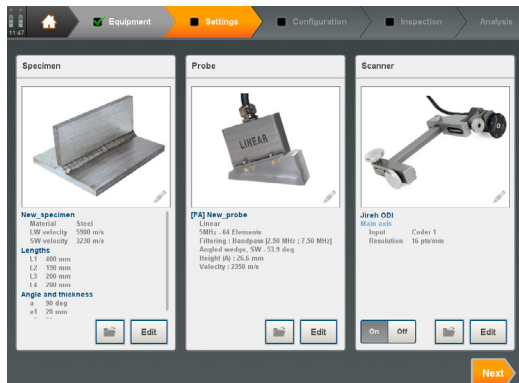 Equipment
Settings
Configuration
Inspection
Analysis
11:47
Specimen
New_specimen
Material Steel
LW velocity 5900 m/s
SW velocity 3230 m/s
Lengths
L1 400 mm
L2 190 mm
L3 200 mm
L4 200 mm
Angle and thickness
a 90 deg
e1 20 mm
Edit
Probe
LINEAR
[PA] New_probe
Linear
5MHz - 64 Elements
Filtering : Bandpass [2.50 MHz ; 7.50 MHz]
Angled wedge, SW - 53.9 deg
Height (A) : 26.6 mm
Velocity : 2350 m/s
Edit
Scanner
Jireh ODI
Main axis
Input Coder 1
Resolution 16 pts/mm
On Off
Edit
Next